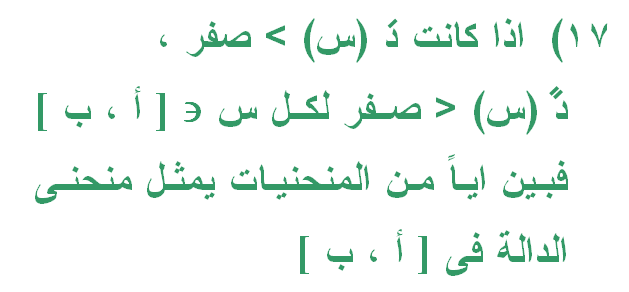 ١٧) اذا كانت دَ (س) < صفر ،
دً (س) > صفر لكل س ∈ [ أ ، ب ]
فبين اياً من المنحنيات يمثل منحنى
الدالة فى [ أ ، ب ]